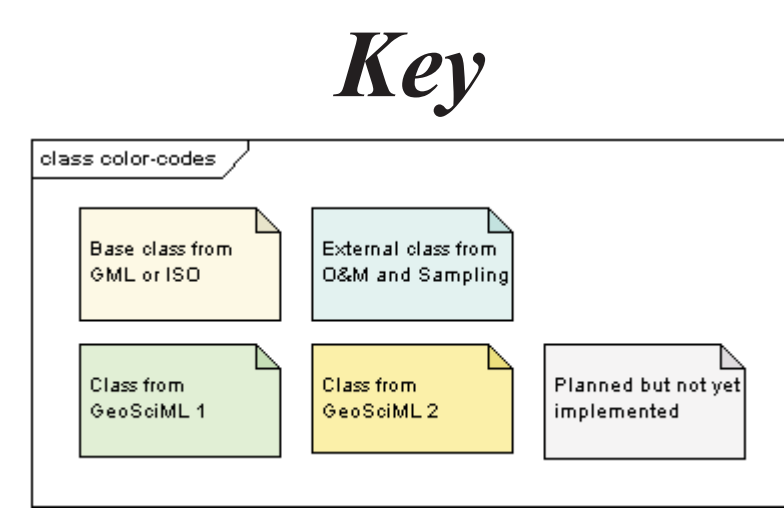 Key
class color-codes
Base class from
GML or ISO
External class from
O&M and Sampling
Class from
GeoSciML 1
Class from
GeoSciML 2
Planned but not yet
implemented